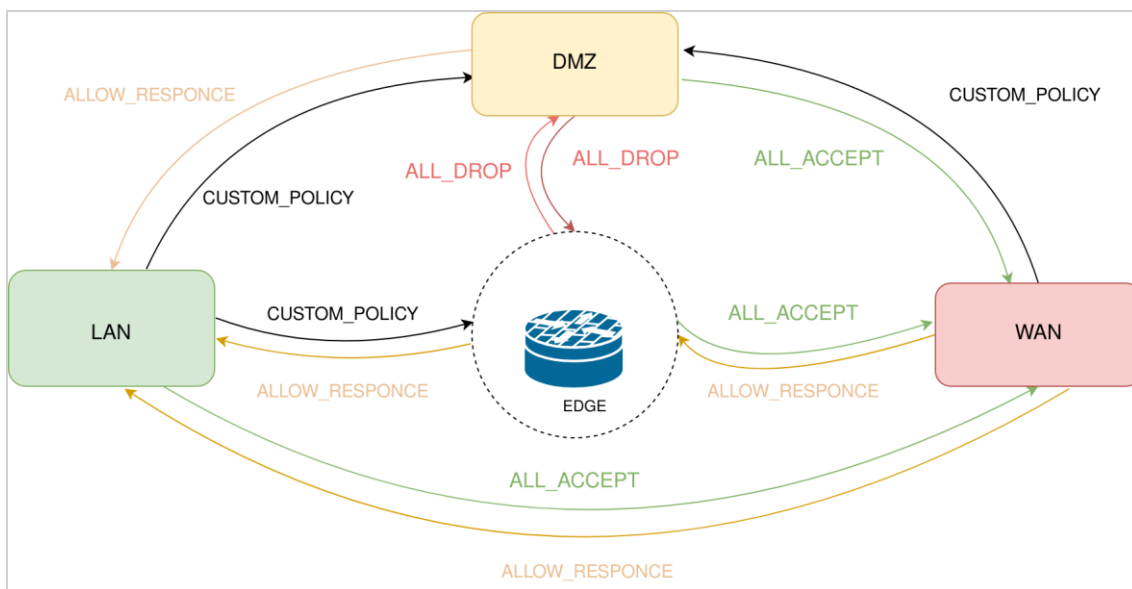 DMZ
ALLOW_RESPONCE
CUSTOM_POLICY
ALL_DROP
ALL_DROP
ALL_ACCEPT
CUSTOM_POLICY
LAN
CUSTOM_POLICY
ALL_ACCEPT
WAN
ALLOW_RESPONCE
EDGE
ALLOW_RESPONCE
ALL_ACCEPT
ALLOW_RESPONCE